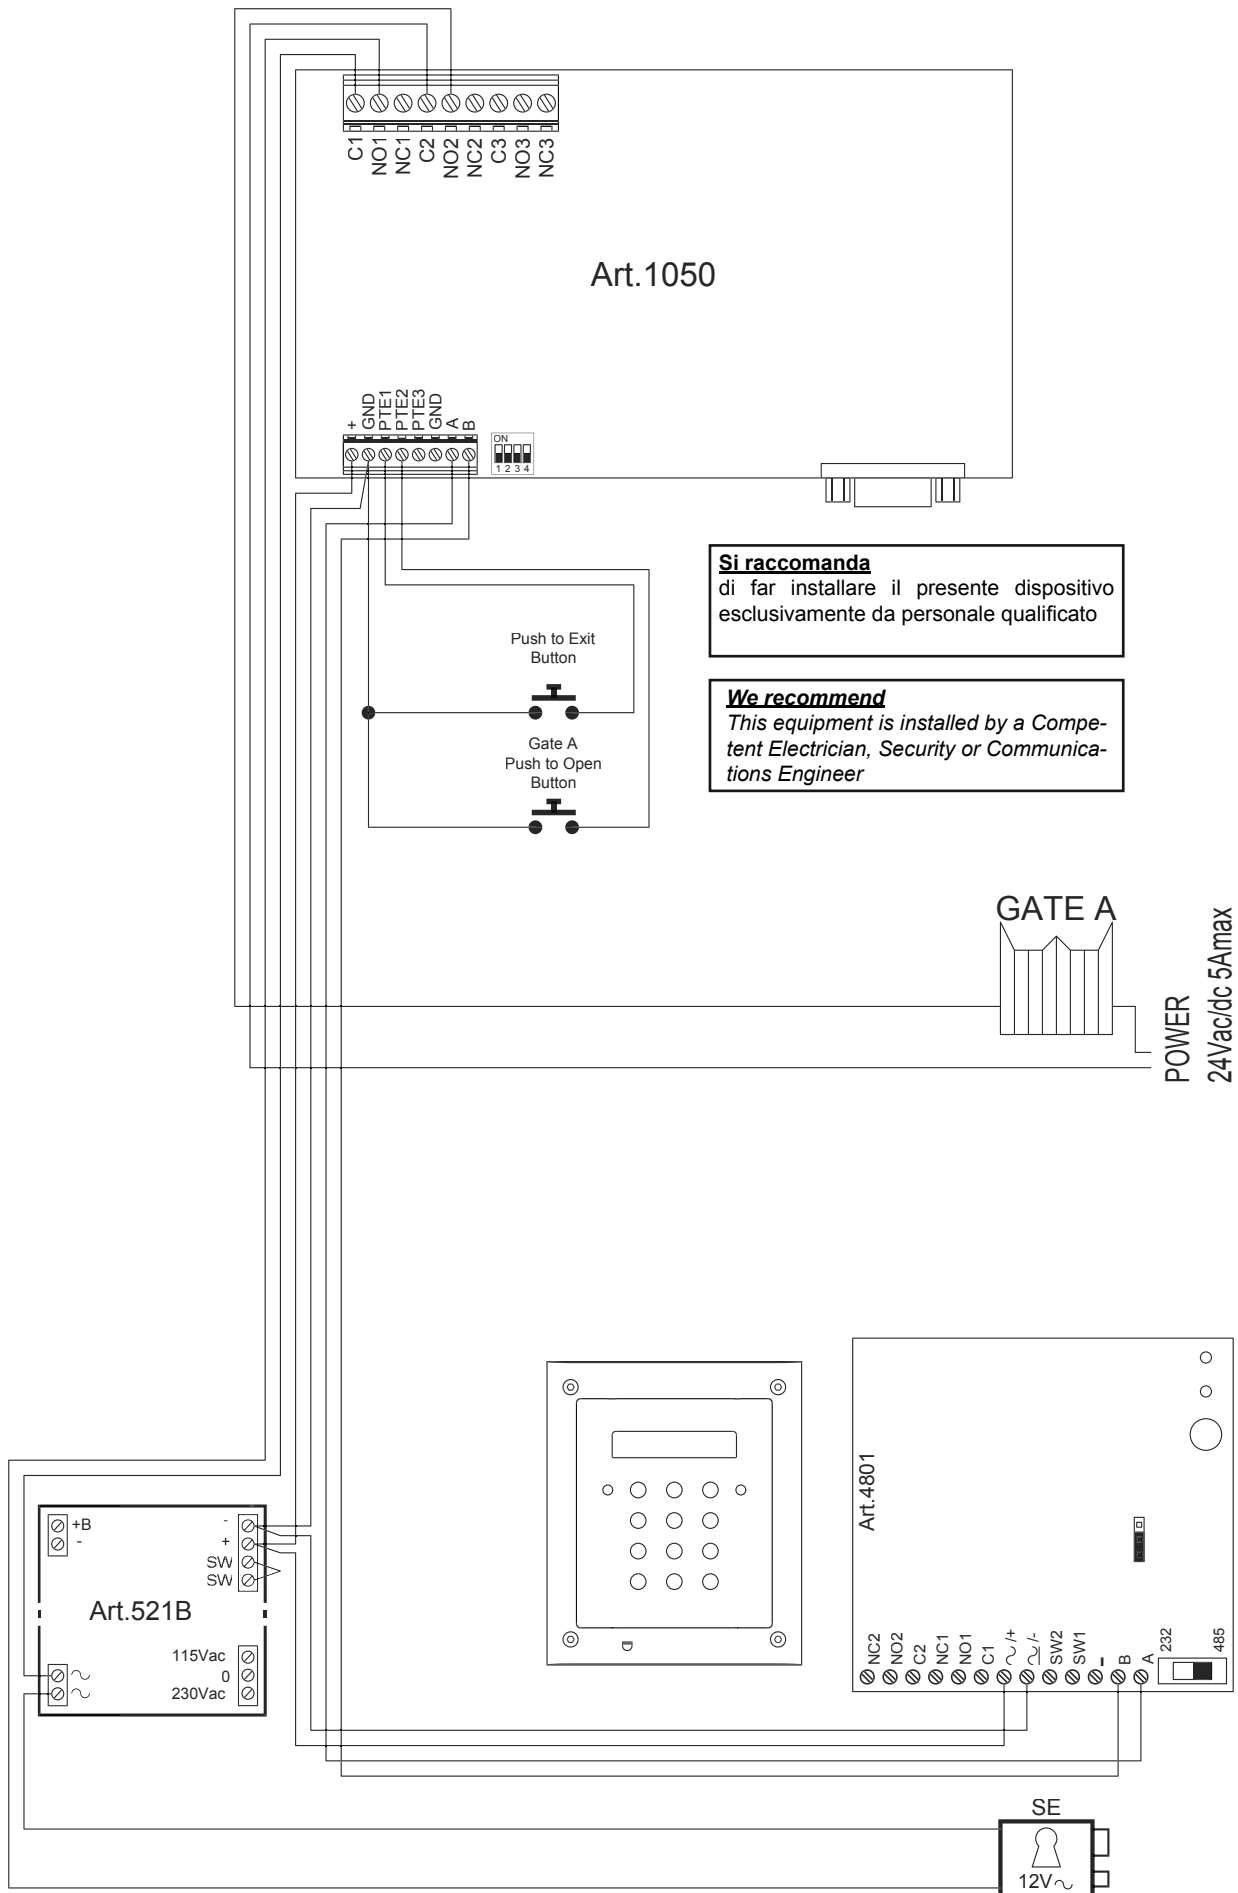 C1
NO1
NC1
C2
NO2
NC2
C3
NO3
NC3
Art.1050
+
GND
PTE1
PTE2
PTE3
GND
A
B
ON
1 2 3 4
Si raccomanda
di far installare il presente dispositivo
esclusivamente da personale qualificato
Push to Exit
Button
We recommend
This equipment is installed by a Compe-
tent Electrician, Security or Communica-
tions Engineer
Gate A
Push to Open
Button
GATE A
POWER
24Vac/dc 5Amax
Art.4801
NC2
NO2
C2
NC1
NO1
C1
~/+
~/-
SW2
SW1
-
B
A
232
485
+B
-
-
+
SW
SW
Art.521B
115Vac
0
230Vac
~
~
SE
12V~